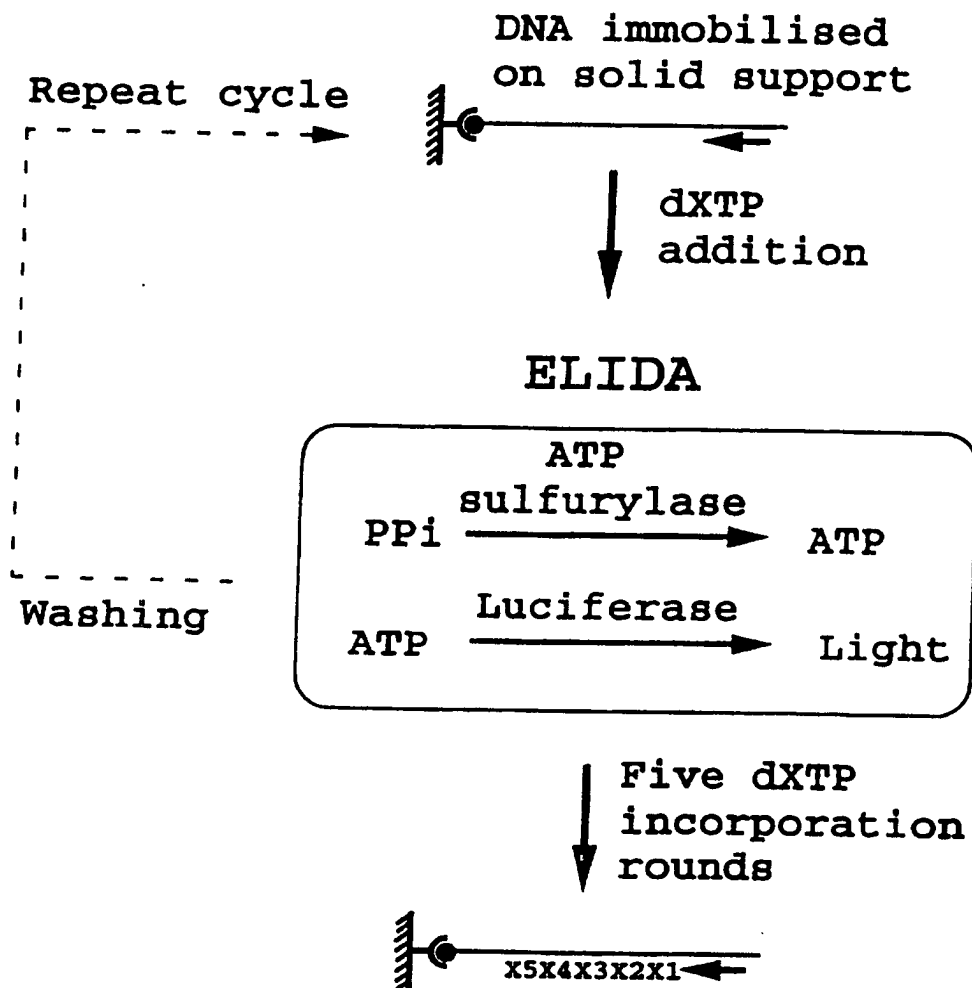 DNA immobilised
on solid support
Repeat cycle
dXTP
addition
ELIDA
ATP
sulfurylase
PPi
ATP
Washing
Luciferase
ATP
Light
Five dXTP
incorporation
rounds
X5X4X3X2X1